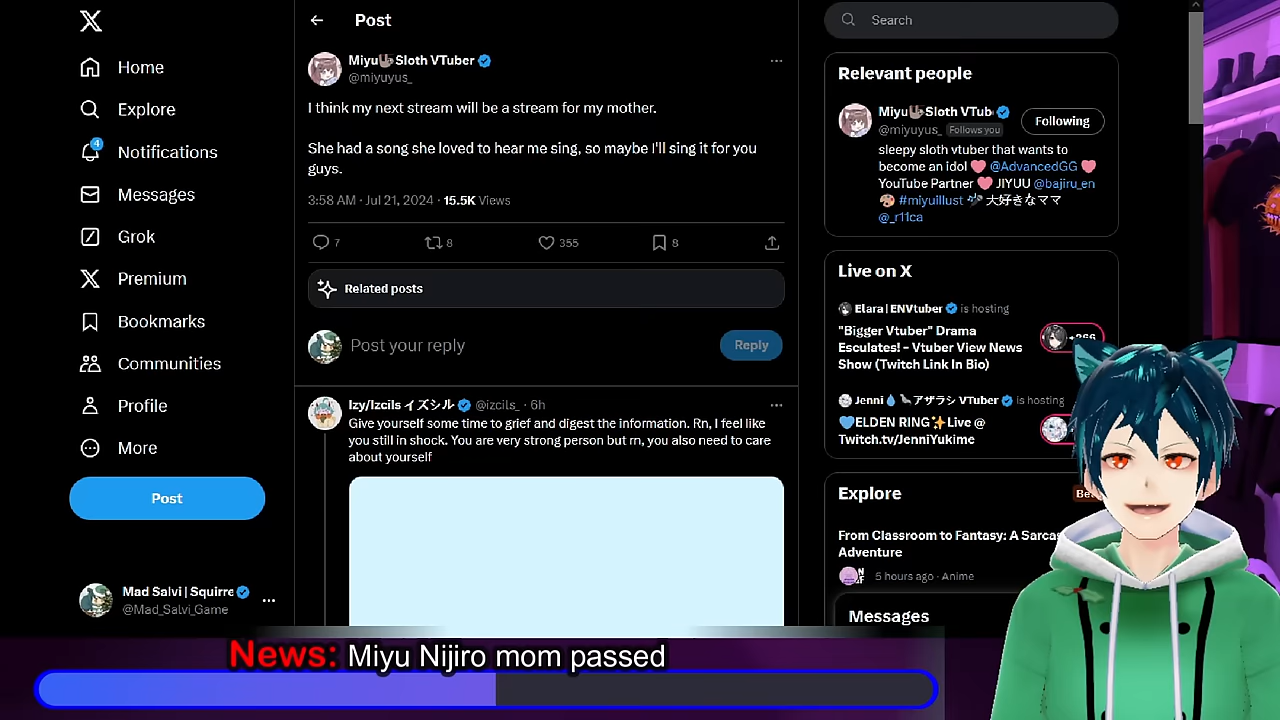 Home
Explore
4
Notifications
Messages
Grok
Premium
Bookmarks
Communities
Profile
More
Post
Mad Salvi | Squirre
@Mad_Salvi_Game
Post
Miyu🦥Sloth VTuber
@miyuyus_
I think my next stream will be a stream for my mother.
She had a song she loved to hear me sing, so maybe I'll sing it for you
guys.
3:58 AM · Jul 21, 2024 · 15.5K Views
7
8
355
8
Related posts
Post your reply
Reply
Izy/Izcils イズシル @izcils_ · 6h
Give yourself some time to grief and digest the information. Rn, I feel like
you still in shock. You are very strong person but rn, you also need to care
about yourself
Search
Relevant people
Miyu🦥Sloth VTub
@miyuyus_ Follows you
Following
sleepy sloth vtuber that wants to
become an idol 🩷 @AdvancedGG 🩷
YouTube Partner 🩷 JIYUU @bajiru_en
🎨 #miyuillust 大好きなママ
@_r11ca
Live on X
Elara | ENVtuber is hosting
"Bigger Vtuber" Drama
Esculates! - Vtuber View News
Show (Twitch Link In Bio)
+266
Jenni💧🦭アザラシ VTuber is hosting
💙ELDEN RING✨Live @
Twitch.tv/JenniYukime
Explore
From Classroom to Fantasy: A Sarcas
Adventure
5 hours ago · Anime
Messages
News: Miyu Nijiro mom passed